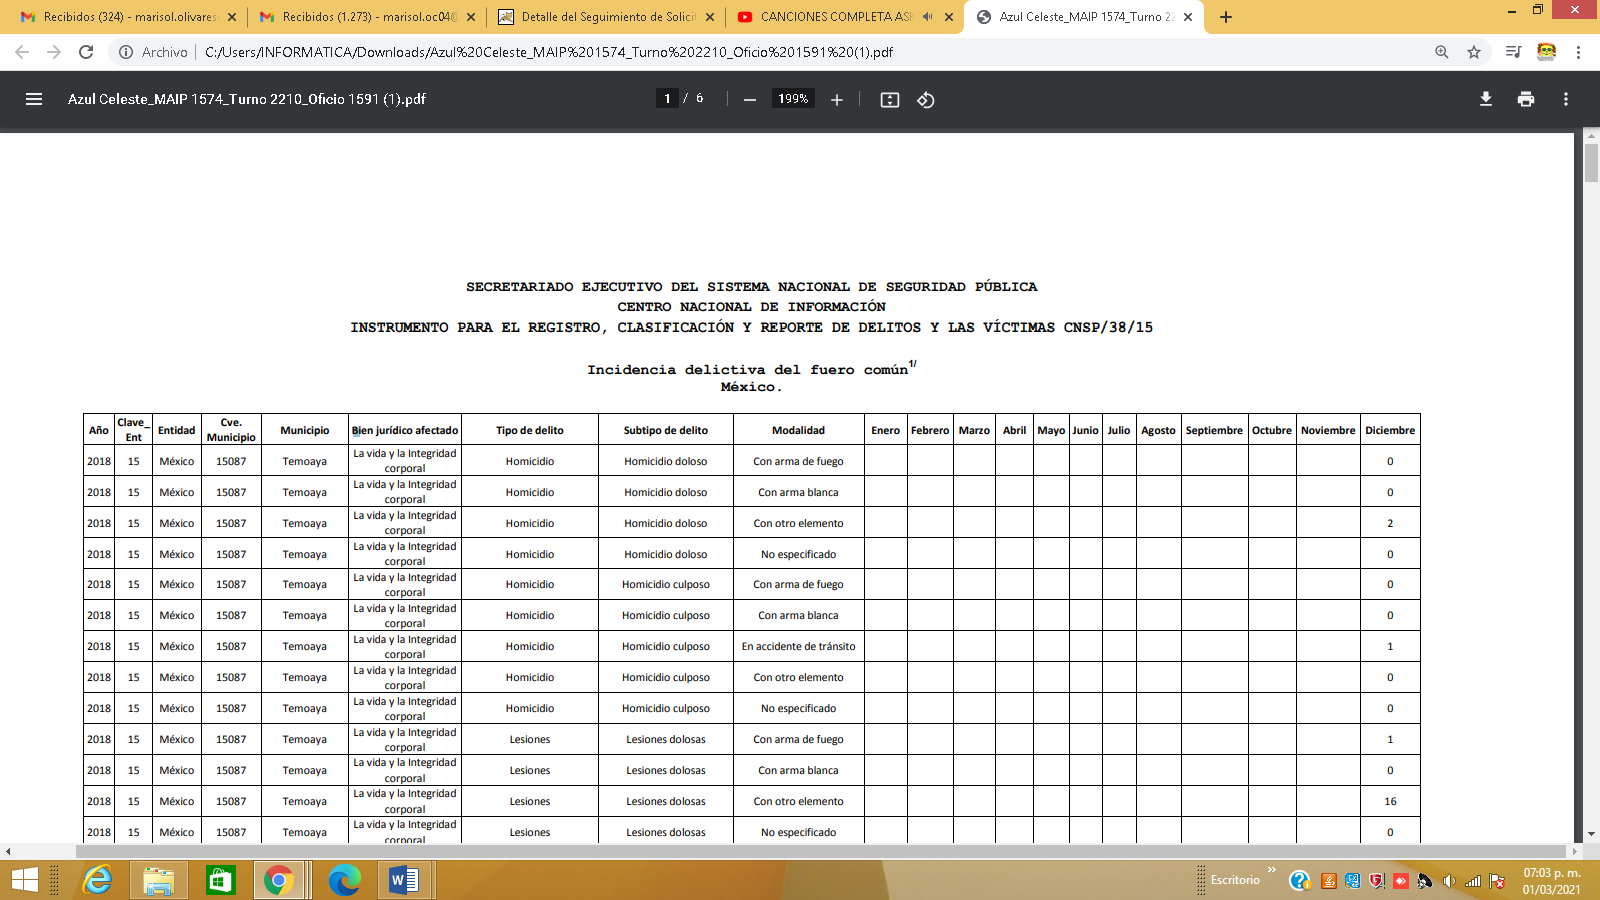 Recibidos (324) - marisol.olivares
Recibidos (1.273) - marisol.oc04@
Detalle del Seguimiento de Solicit
CANCIONES COMPLETA ASI
Azul Celeste_MAIP 1574_Turno 22
Archivo
C:/Users/INFORMATICA/Downloads/Azul%20Celeste_MAIP%201574_Turno%202210_Oficio%201591%20(1).pdf
Azul Celeste_MAIP 1574_Turno 2210_Oficio 1591 (1).pdf
1 / 6
199%
SECRETARIADO EJECUTIVO DEL SISTEMA NACIONAL DE SEGURIDAD PÚBLICA
CENTRO NACIONAL DE INFORMACIÓN
INSTRUMENTO PARA EL REGISTRO, CLASIFICACIÓN Y REPORTE DE DELITOS Y LAS VÍCTIMAS CNSP/38/15
Incidencia delictiva del fuero común1/
México.
Año Clave_ Ent Entidad Cve. Municipio Municipio Bien jurídico afectado Tipo de delito Subtipo de delito Modalidad Enero Febrero Marzo Abril Mayo Junio Julio Agosto Septiembre Octubre Noviembre Diciembre
2018 15 México 15087 Temoaya La vida y la Integridad corporal Homicidio Homicidio doloso Con arma de fuego 0
2018 15 México 15087 Temoaya La vida y la Integridad corporal Homicidio Homicidio doloso Con arma blanca 0
2018 15 México 15087 Temoaya La vida y la Integridad corporal Homicidio Homicidio doloso Con otro elemento 2
2018 15 México 15087 Temoaya La vida y la Integridad corporal Homicidio Homicidio doloso No especificado 0
2018 15 México 15087 Temoaya La vida y la Integridad corporal Homicidio Homicidio culposo Con arma de fuego 0
2018 15 México 15087 Temoaya La vida y la Integridad corporal Homicidio Homicidio culposo Con arma blanca 0
2018 15 México 15087 Temoaya La vida y la Integridad corporal Homicidio Homicidio culposo En accidente de tránsito 1
2018 15 México 15087 Temoaya La vida y la Integridad corporal Homicidio Homicidio culposo Con otro elemento 0
2018 15 México 15087 Temoaya La vida y la Integridad corporal Homicidio Homicidio culposo No especificado 0
2018 15 México 15087 Temoaya La vida y la Integridad corporal Lesiones Lesiones dolosas Con arma de fuego 1
2018 15 México 15087 Temoaya La vida y la Integridad corporal Lesiones Lesiones dolosas Con arma blanca 0
2018 15 México 15087 Temoaya La vida y la Integridad corporal Lesiones Lesiones dolosas Con otro elemento 16
2018 15 México 15087 Temoaya La vida y la Integridad corporal Lesiones Lesiones dolosas No especificado 0
Escritorio
07:03 p. m.
01/03/2021